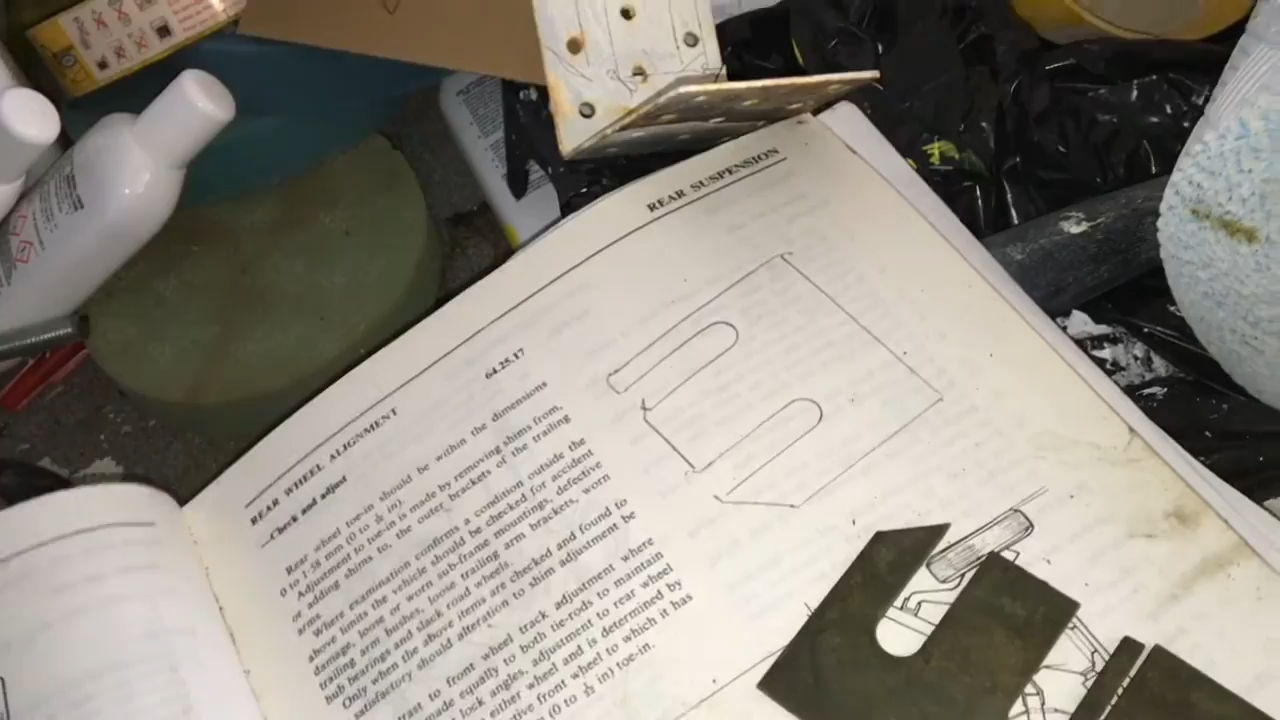 REAR SUSPENSION
REAR WHEEL ALIGNMENT
64.25.17
Check and adjust
Rear wheel toe-in should be within the dimensions
0 to 1·58 mm (0 to 1/16 in).
Adjustment to toe-in is made by removing shims from,
or adding shims to, the outer brackets of the trailing
arms.
Where examination confirms a condition outside the
above limits the vehicle should be checked for accident
damage, loose or worn sub-frame mountings, defective
trailing arm bushes, loose trailing arm brackets, worn
hub bearings and slack road wheels.
Only when the above items are checked and found to
satisfactory should alteration to shim adjustment be
to front wheel track adjustment where
made equally to both tie-rods to maintain
lock angles, adjustment to rear wheel
either wheel and is determined by
front wheel to which it has
(0 to 1/16 in) toe-in.